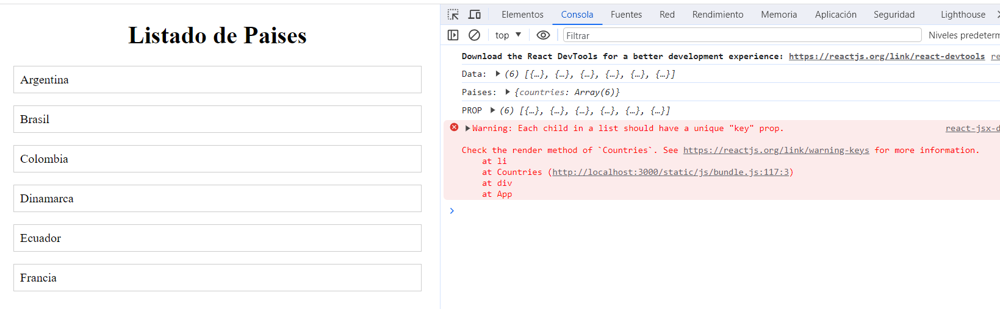 Listado de Paises
Argentina
Brasil
Colombia
Dinamarca
Ecuador
Francia
Elementos Consola Fuentes Red Rendimiento Memoria Aplicación Seguridad Lighthouse
top ▼ Filtrar Niveles predeterm
Download the React DevTools for a better development experience: https://reactjs.org/link/react-devtools re
Data: ▶ (6) [{…}, {…}, {…}, {…}, {…}, {…}]
Paises: ▶ {countries: Array(6)}
PROP ▶ (6) [{…}, {…}, {…}, {…}, {…}, {…}]
▶ Warning: Each child in a list should have a unique "key" prop. react-jsx-d
Check the render method of `Countries`. See https://reactjs.org/link/warning-keys for more information.
at li
at Countries (http://localhost:3000/static/js/bundle.js:117:3)
at div
at App